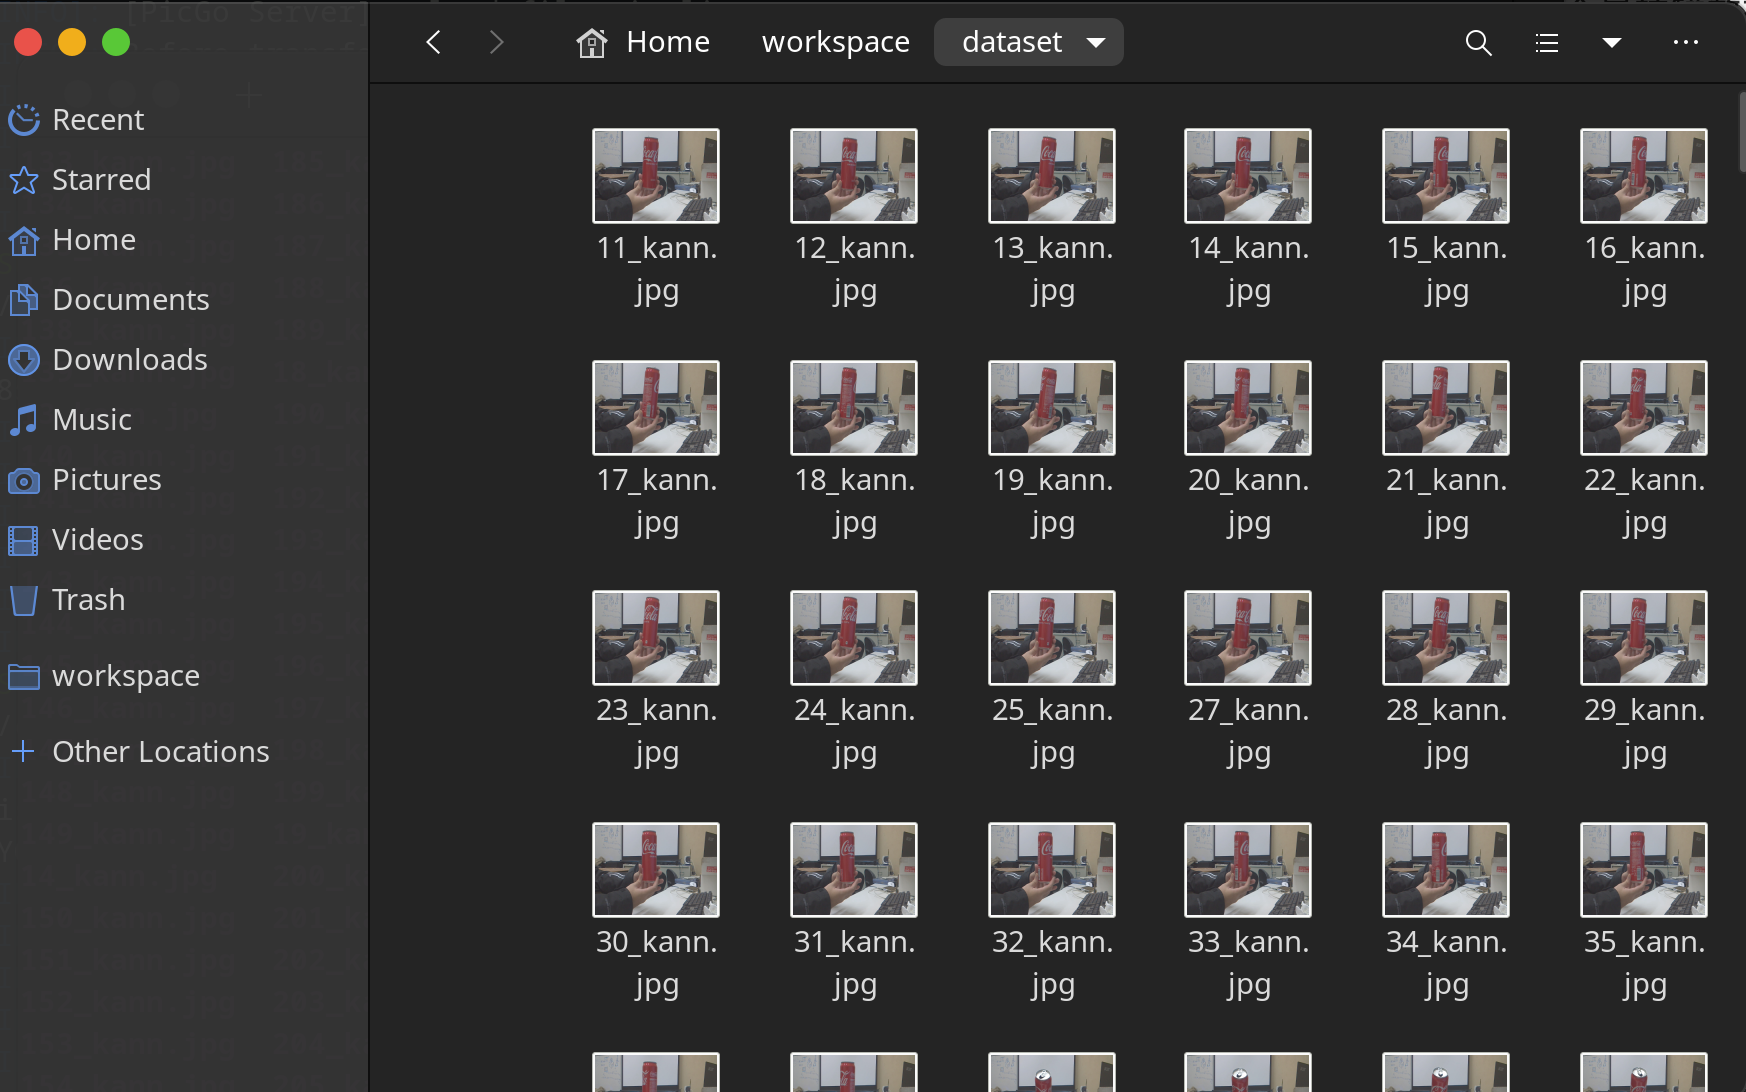 [PicGo Server]
Home workspace dataset
Recent
Starred
Home
Documents
Downloads
Music
Pictures
Videos
Trash
workspace
Other Locations
11_kann. 12_kann. 13_kann. 14_kann. 15_kann. 16_kann.
jpg jpg jpg jpg jpg jpg
17_kann. 18_kann. 19_kann. 20_kann. 21_kann. 22_kann.
jpg jpg jpg jpg jpg jpg
23_kann. 24_kann. 25_kann. 27_kann. 28_kann. 29_kann.
jpg jpg jpg jpg jpg jpg
30_kann. 31_kann. 32_kann. 33_kann. 34_kann. 35_kann.
jpg jpg jpg jpg jpg jpg